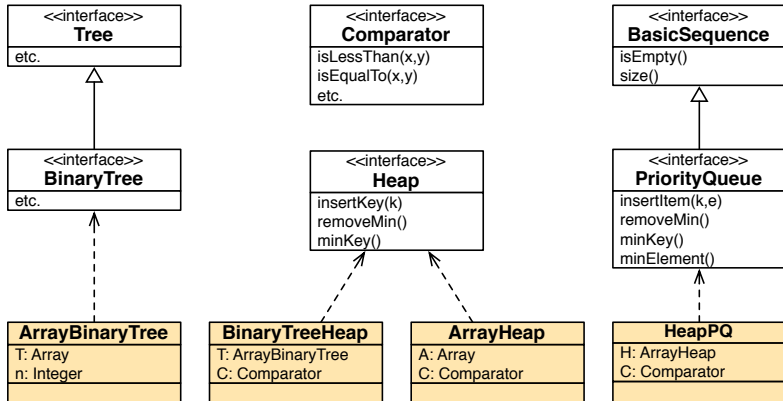 <<interface>>
Tree
etc.
<<interface>>
Comparator
isLessThan(x,y)
isEqualTo(x,y)
etc.
<<interface>>
BasicSequence
isEmpty()
size()
<<interface>>
BinaryTree
etc.
<<interface>>
Heap
insertKey(k)
removeMin()
minKey()
<<interface>>
PriorityQueue
insertItem(k,e)
removeMin()
minKey()
minElement()
ArrayBinaryTree
T: Array
n: Integer
BinaryTreeHeap
T: ArrayBinaryTree
C: Comparator
ArrayHeap
A: Array
C: Comparator
HeapPQ
H: ArrayHeap
C: Comparator